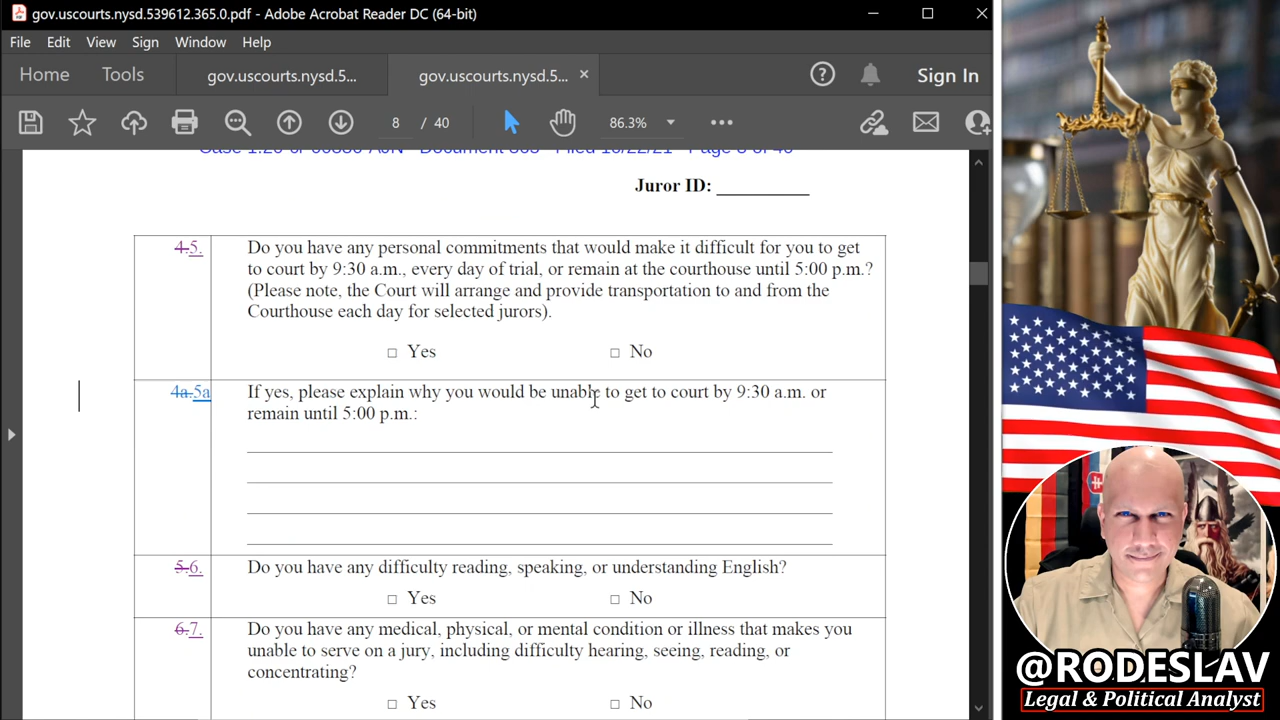 gov.uscourts.nysd.539612.365.0.pdf - Adobe Acrobat Reader DC (64-bit)
File Edit View Sign Window Help
Home Tools gov.uscourts.nysd.5... gov.uscourts.nysd.5... Sign In
8 / 40 86.3%
Juror ID: __________
4.5. Do you have any personal commitments that would make it difficult for you to get
to court by 9:30 a.m., every day of trial, or remain at the courthouse until 5:00 p.m.?
(Please note, the Court will arrange and provide transportation to and from the
Courthouse each day for selected jurors).
□ Yes □ No
4a.5a If yes, please explain why you would be unable to get to court by 9:30 a.m. or
remain until 5:00 p.m.:
5.6. Do you have any difficulty reading, speaking, or understanding English?
□ Yes □ No
6.7. Do you have any medical, physical, or mental condition or illness that makes you
unable to serve on a jury, including difficulty hearing, seeing, reading, or
concentrating?
□ Yes □ No
@RODESLAV
Legal & Political Analyst